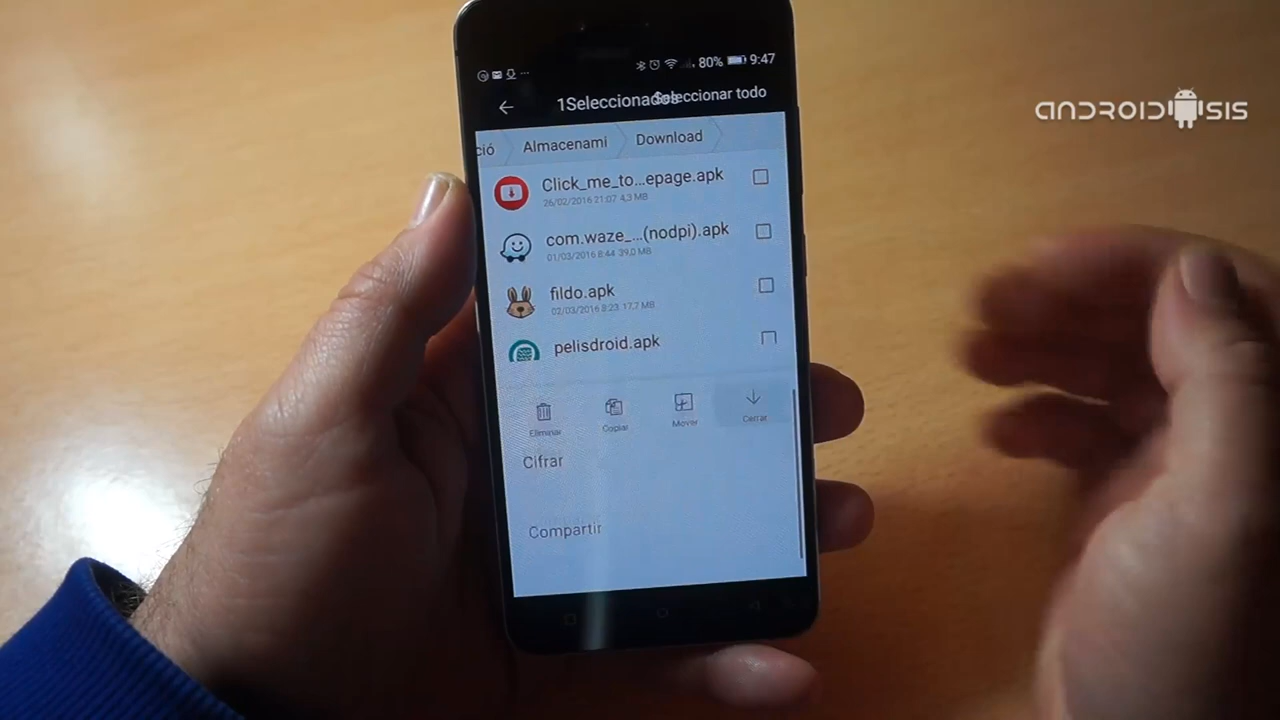 ANDROIDSIS
80% 9:47
1Seleccionados Seleccionar todo
ció Almacenami Download
Click_me_to...epage.apk
26/02/2016 21:07 4,3 MB
com.waze_...(nodpi).apk
01/03/2016 8:44 39,0 MB
fildo.apk
02/03/2016 8:23 17,7 MB
pelisdroid.apk
Eliminar Copiar Mover Cerrar
Cifrar
Compartir